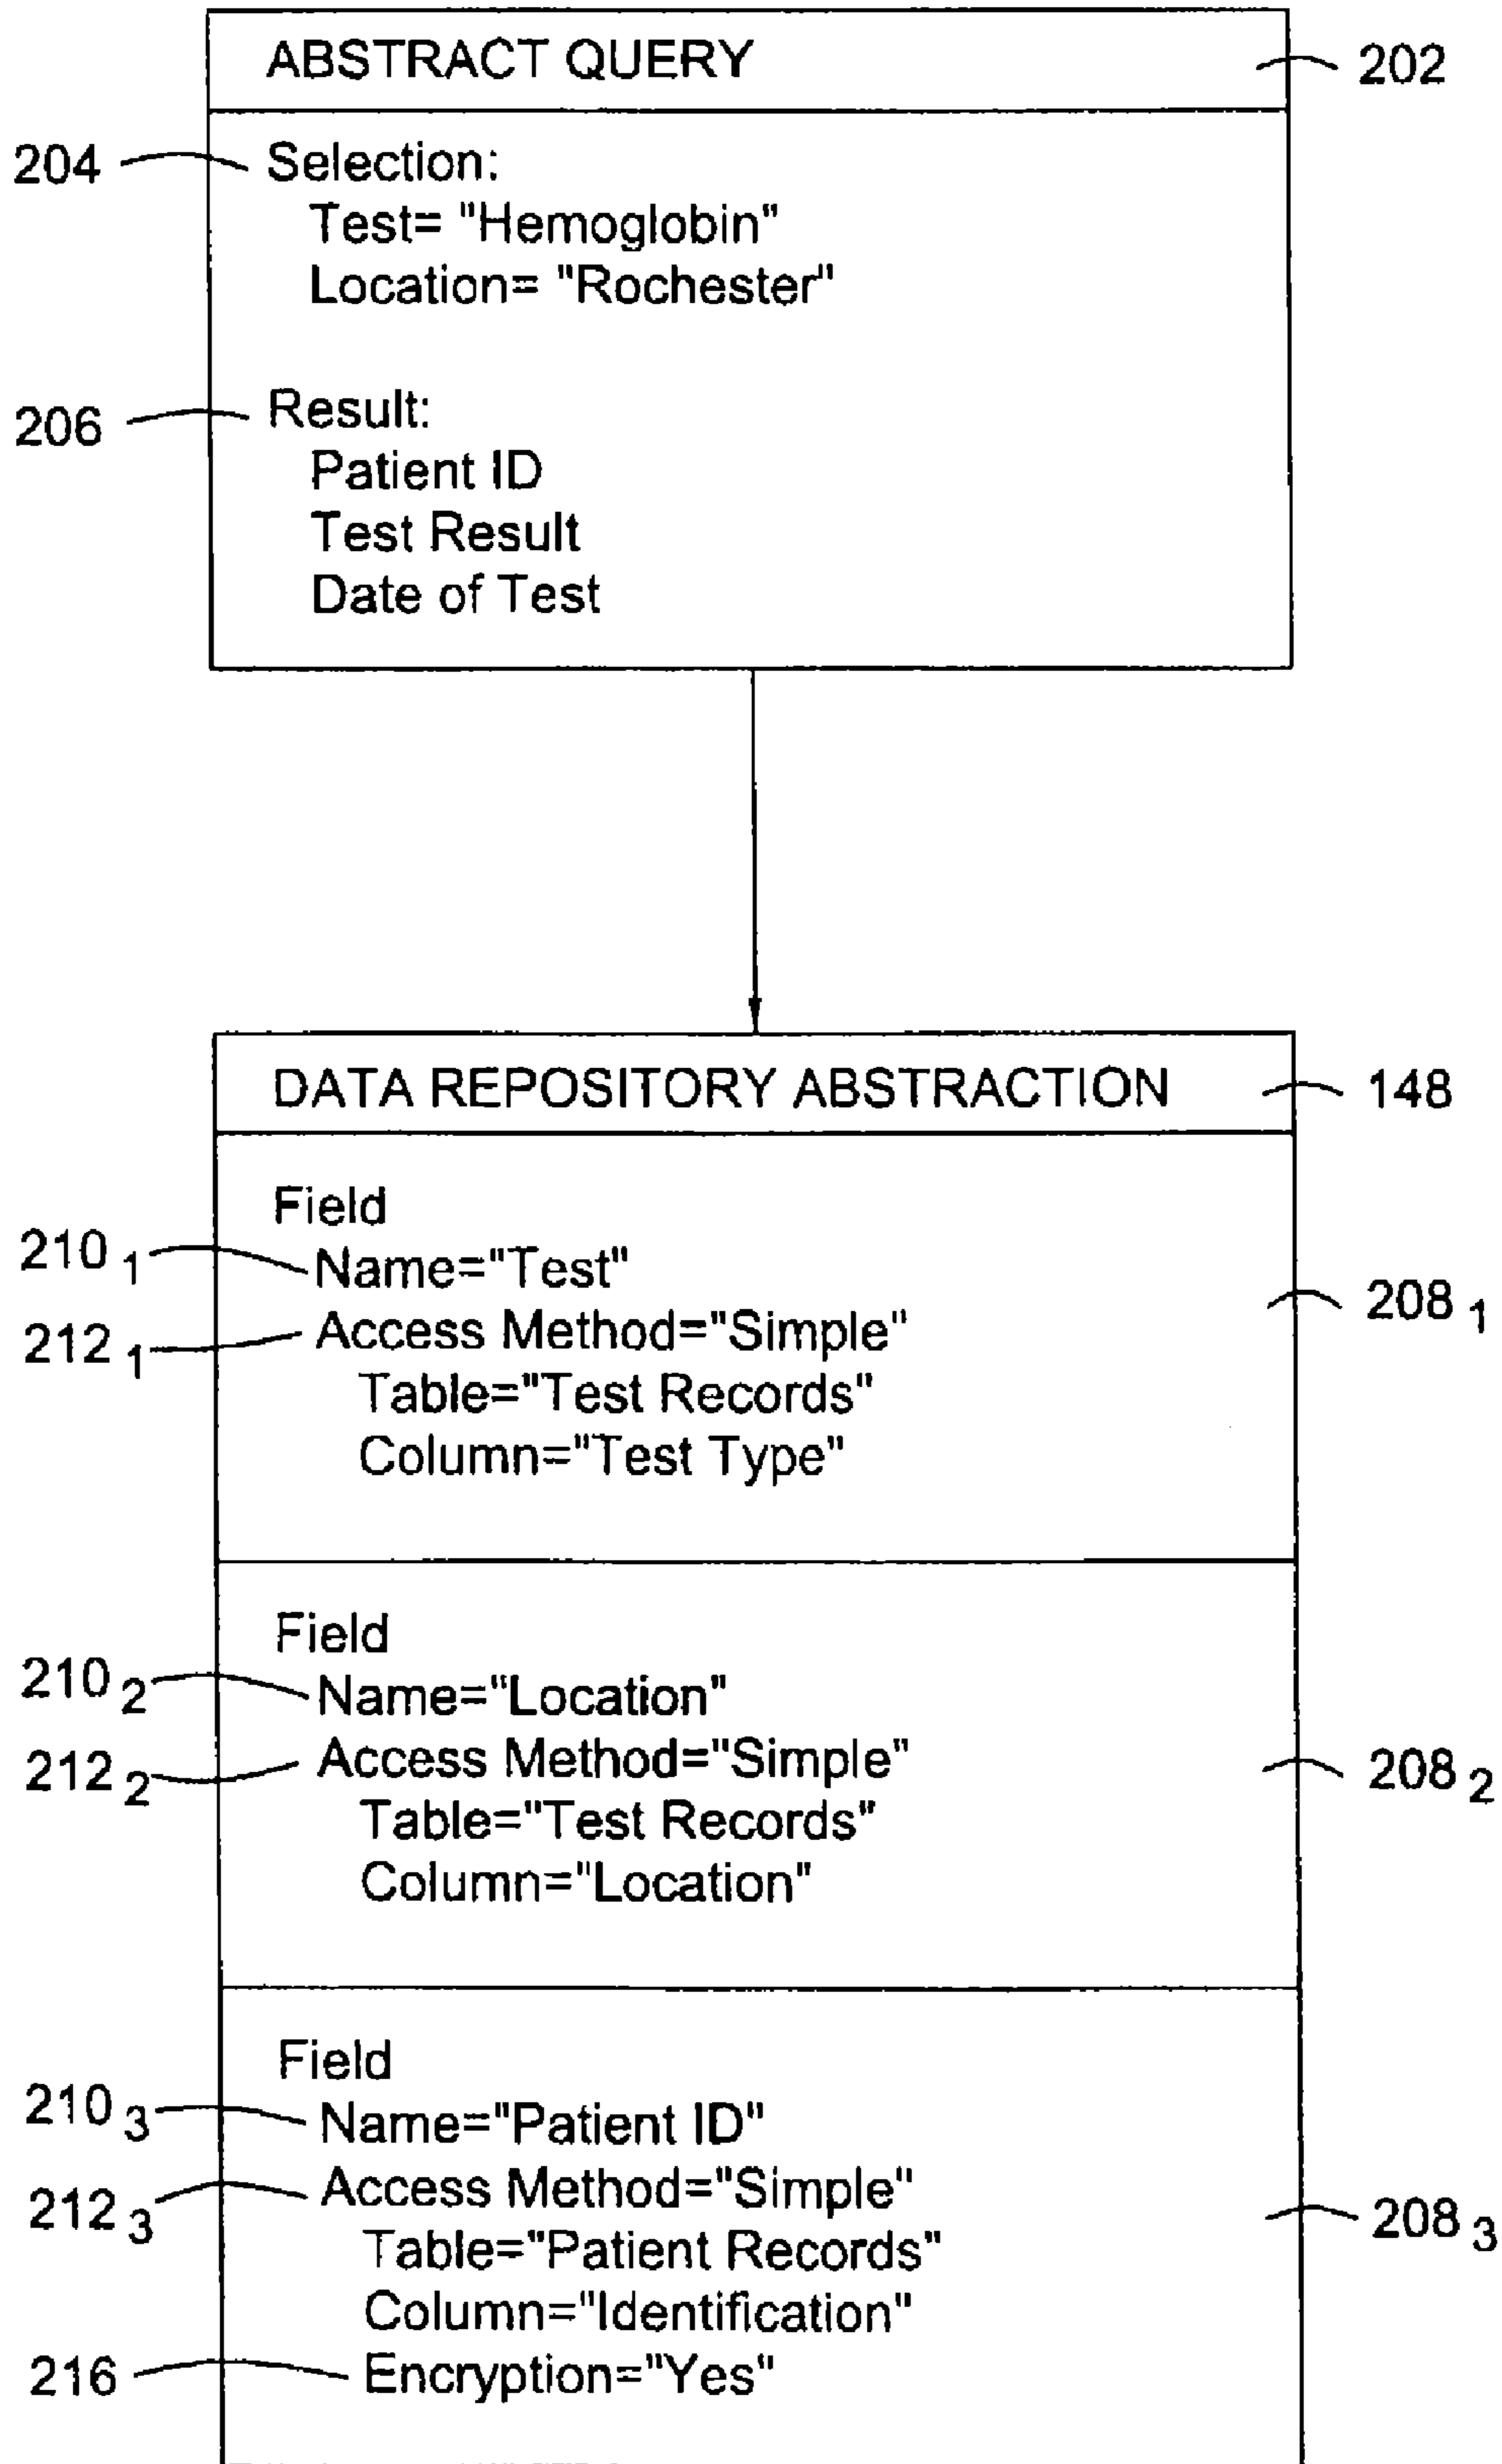 ABSTRACT QUERY 202
204 Selection:
Test= "Hemoglobin"
Location= "Rochester"
206 Result:
Patient ID
Test Result
Date of Test
DATA REPOSITORY ABSTRACTION 148
Field
210 1 Name="Test"
208 1
212 1 Access Method="Simple"
Table="Test Records"
Column="Test Type"
Field
210 2 Name="Location"
212 2 Access Method="Simple" 208 2
Table="Test Records"
Column="Location"
Field
210 3 Name="Patient ID"
212 3 Access Method="Simple" 208 3
Table="Patient Records"
Column="Identification"
216 Encryption="Yes"